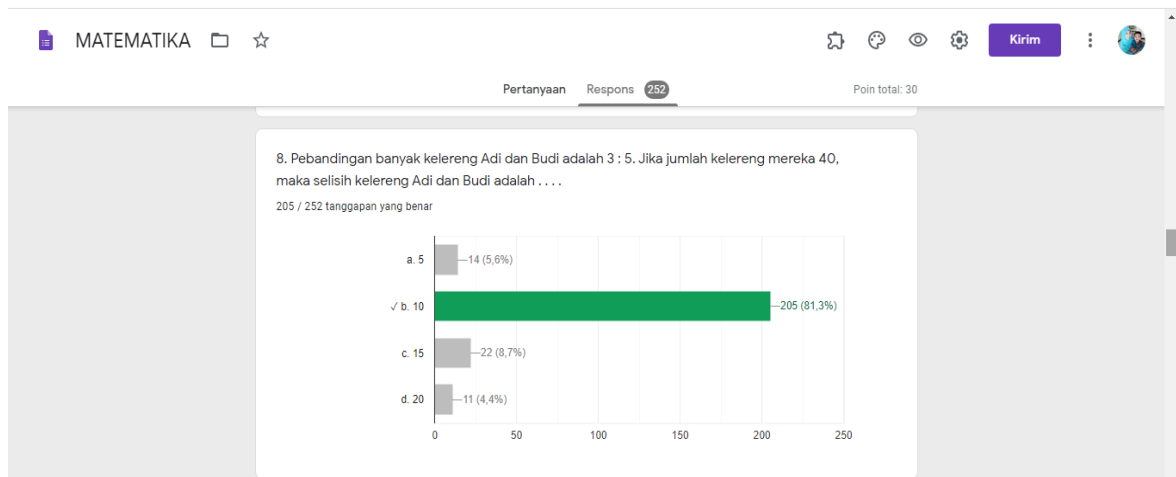 MATEMATIKA
Kirim
Pertanyaan Respons 252 Poin total: 30
8. Pebandingan banyak kelereng Adi dan Budi adalah 3 : 5. Jika jumlah kelereng mereka 40,
maka selisih kelereng Adi dan Budi adalah . . . .
205 / 252 tanggapan yang benar
a. 5 14 (5,6%)
✓ b. 10 205 (81,3%)
c. 15 22 (8,7%)
d. 20 11 (4,4%)
0 50 100 150 200 250